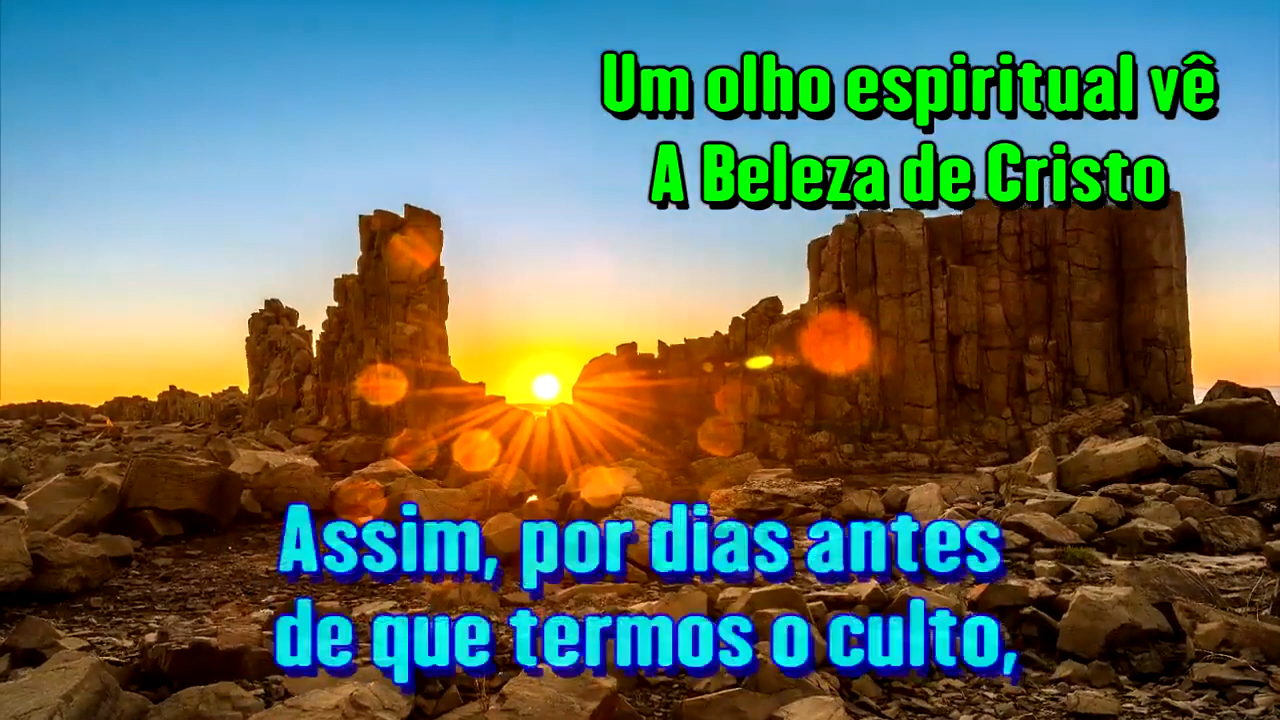 Um olho espiritual vê
A Beleza de Cristo
Assim, por dias antes
de que termos o culto,